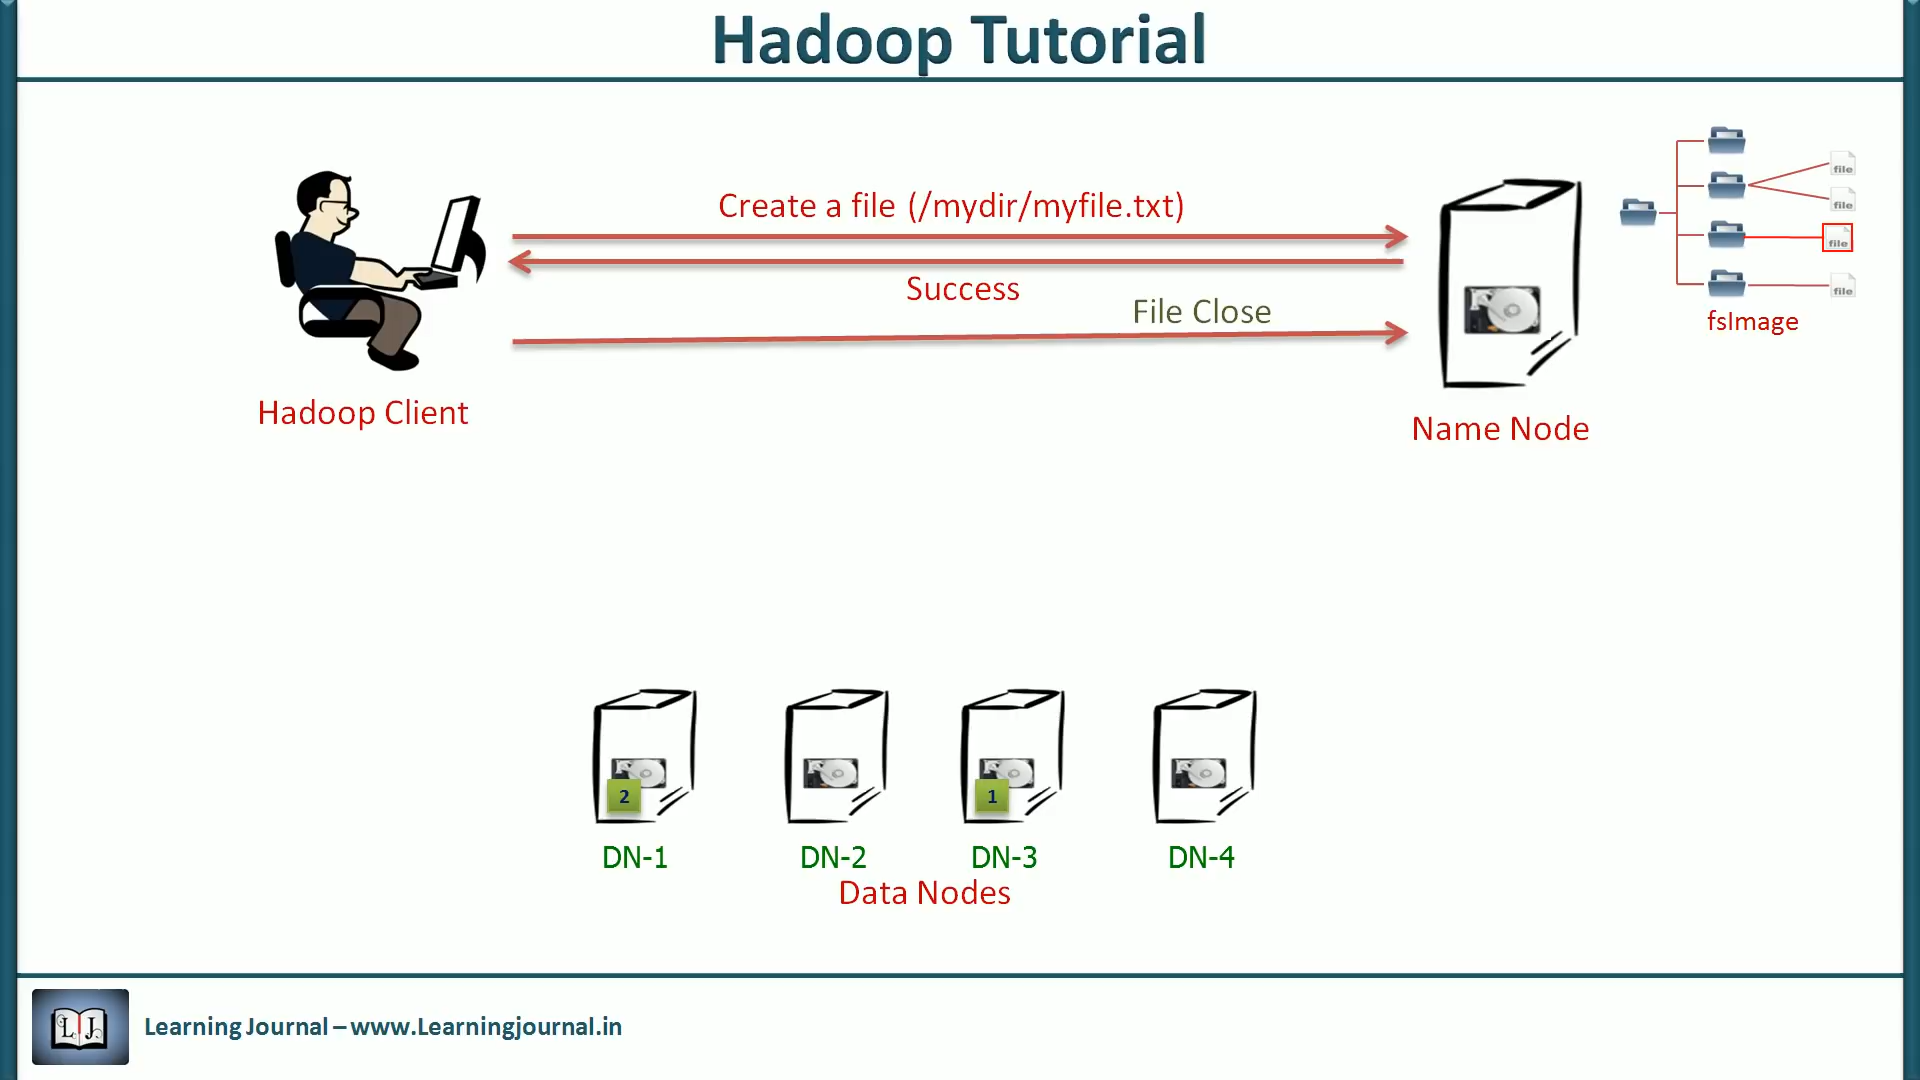 Hadoop Tutorial
Create a file (/mydir/myfile.txt)
Success
File Close
Hadoop Client
Name Node
file
file
file
file
fsImage
2
1
DN-1
DN-2
DN-3
DN-4
Data Nodes
L J
Learning Journal – www.Learningjournal.in